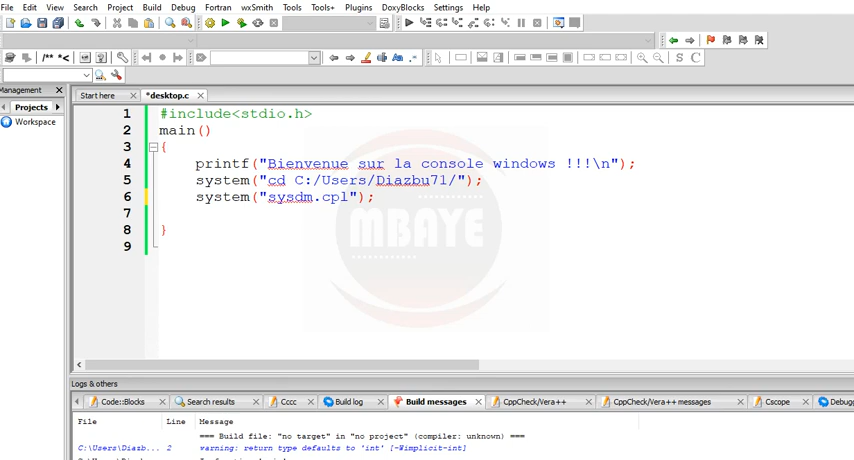 File Edit View Search Project Build Debug Fortran wxSmith Tools Tools+ Plugins DoxyBlocks Settings Help
/** *<
Aa .*
S C
Management
Projects
Workspace
Start here *desktop.c
1 #include<stdio.h>
2 main()
3 {
4 printf("Bienvenue sur la console windows !!!\n");
5 system("cd C:/Users/Diazbu71/");
6 system("sysdm.cpl");
7
8 }
9
MBAYE
Logs & others
Code::Blocks Search results Cccc Build log Build messages CppCheck/Vera++ CppCheck/Vera++ messages Cscope Debugg
File Line Message
=== Build file: "no target" in "no project" (compiler: unknown) ===
C:\Users\Diazb... 2 warning: return type defaults to 'int' [-Wimplicit-int]